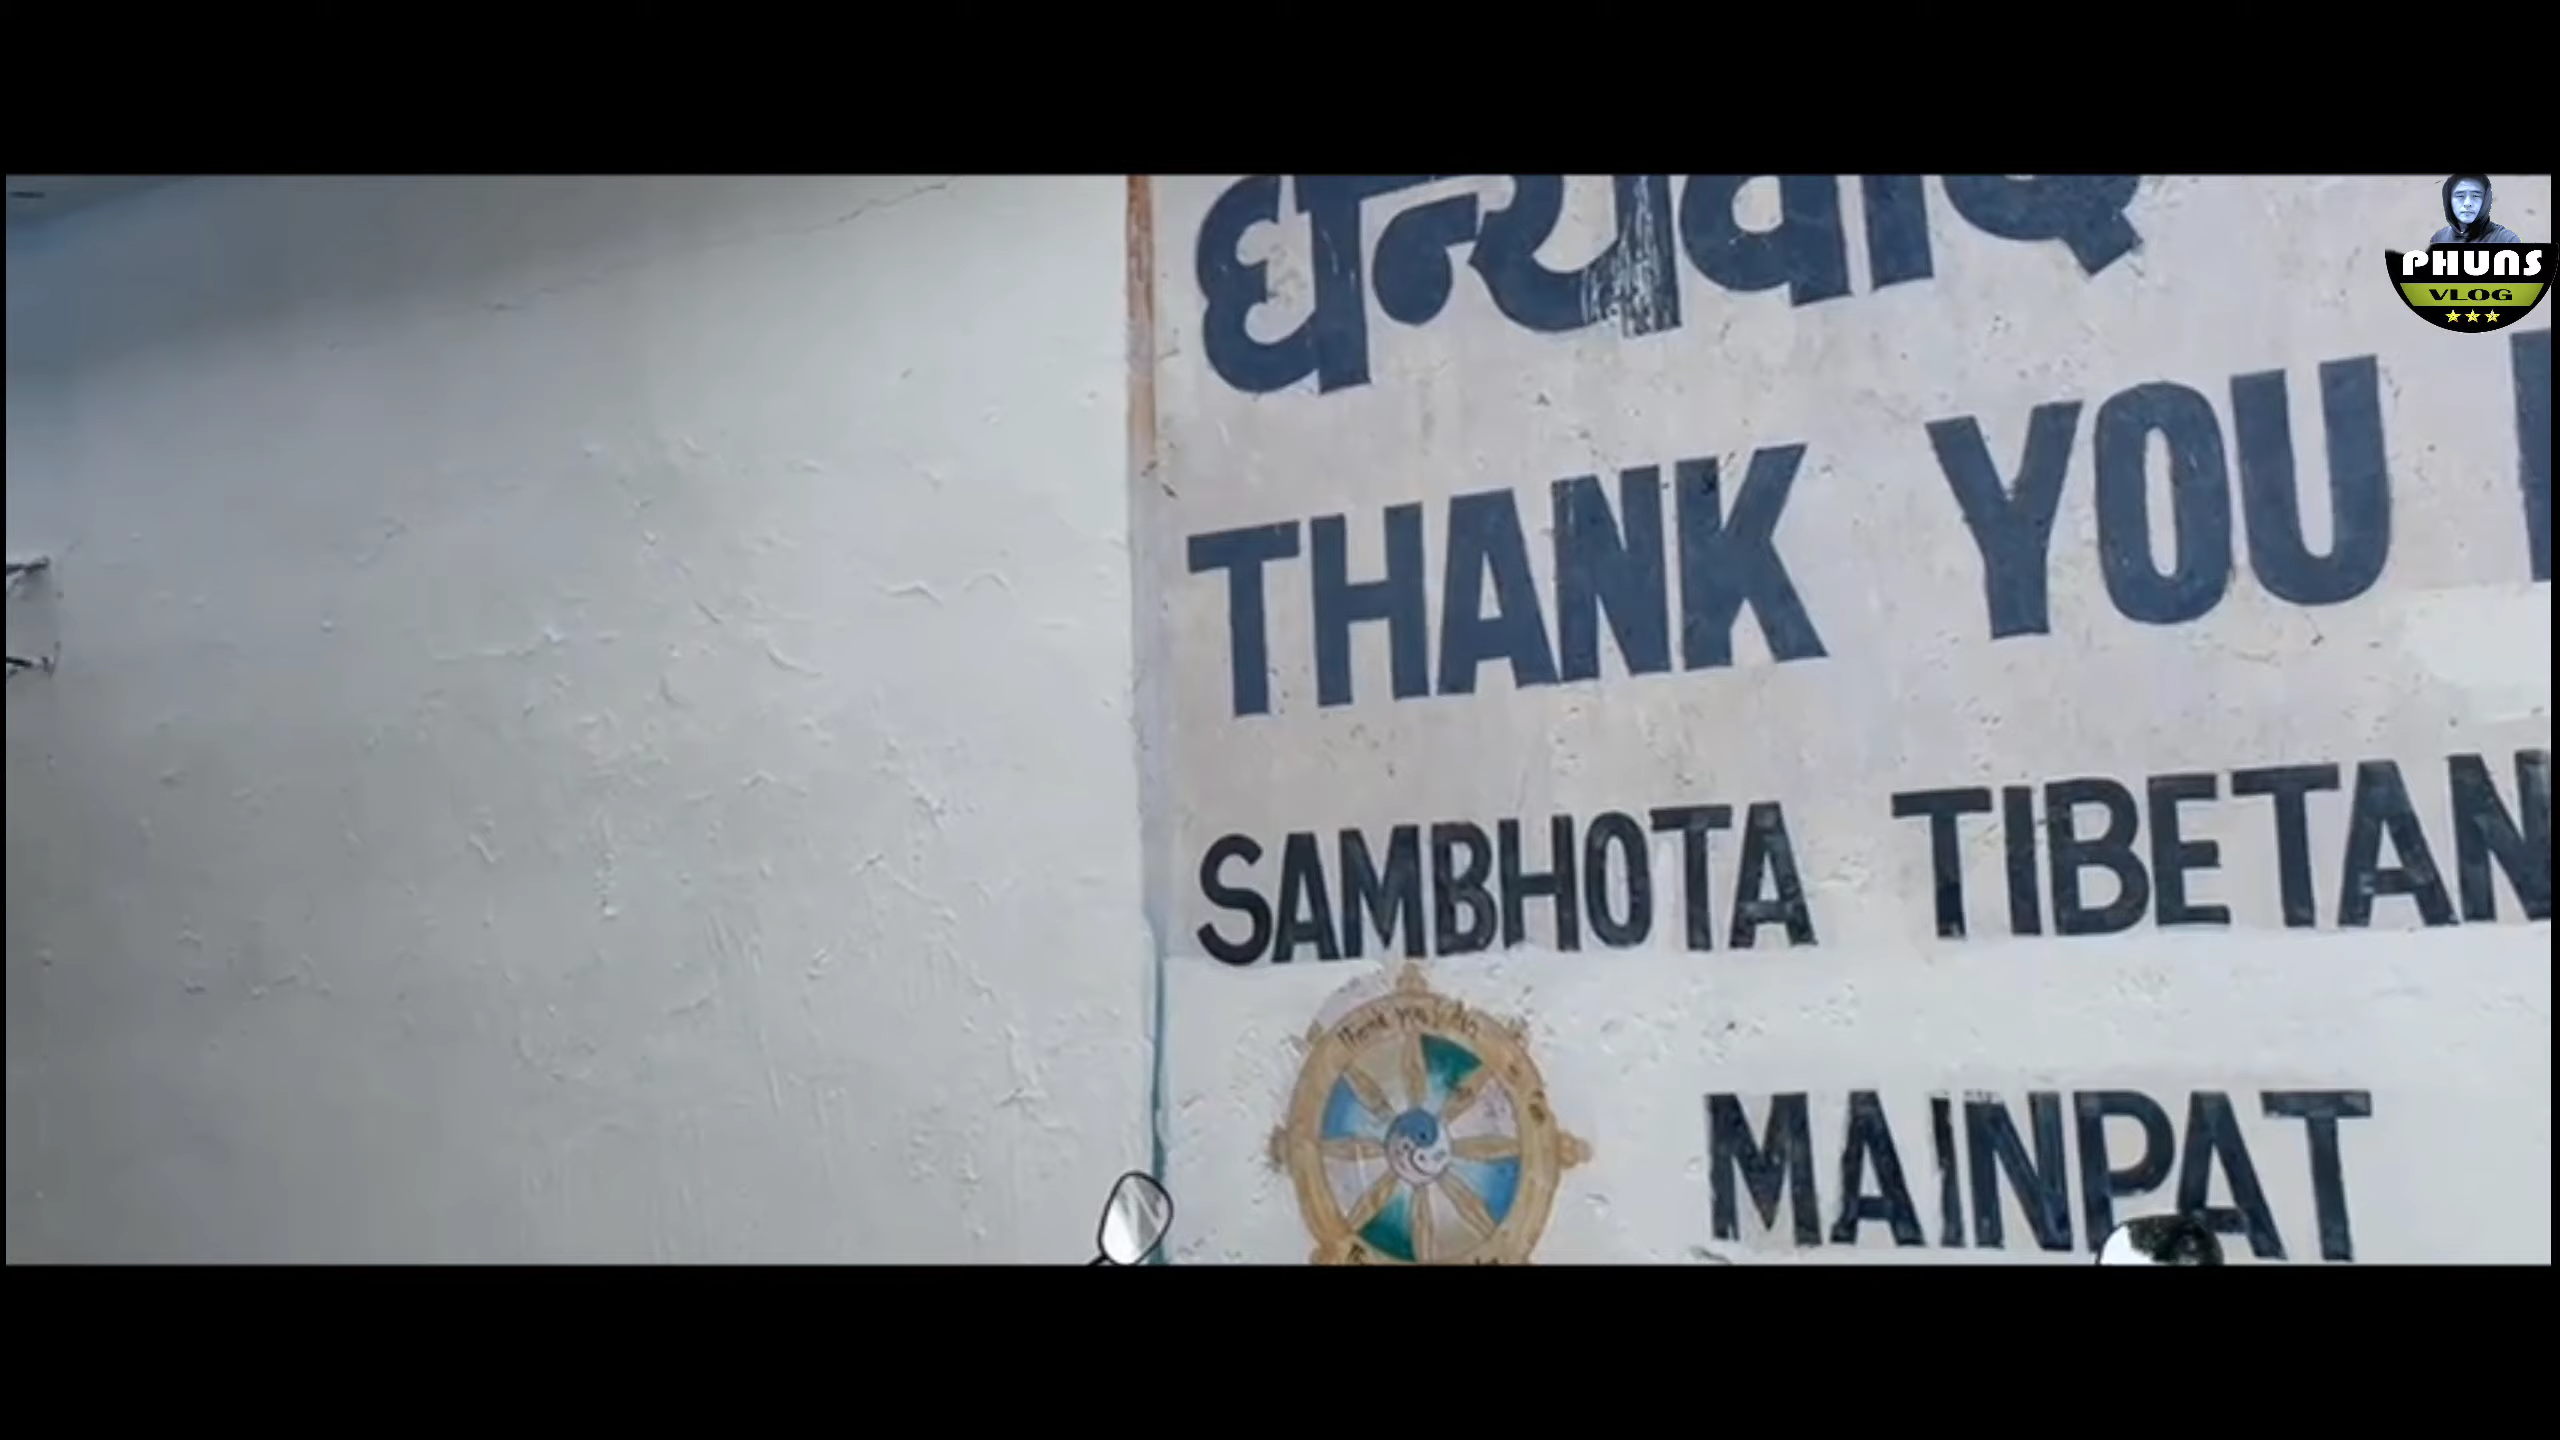 धन्यवाद
THANK YOU
SAMBHOTA TIBETAN
MAINPAT
PHUNS
VLOG